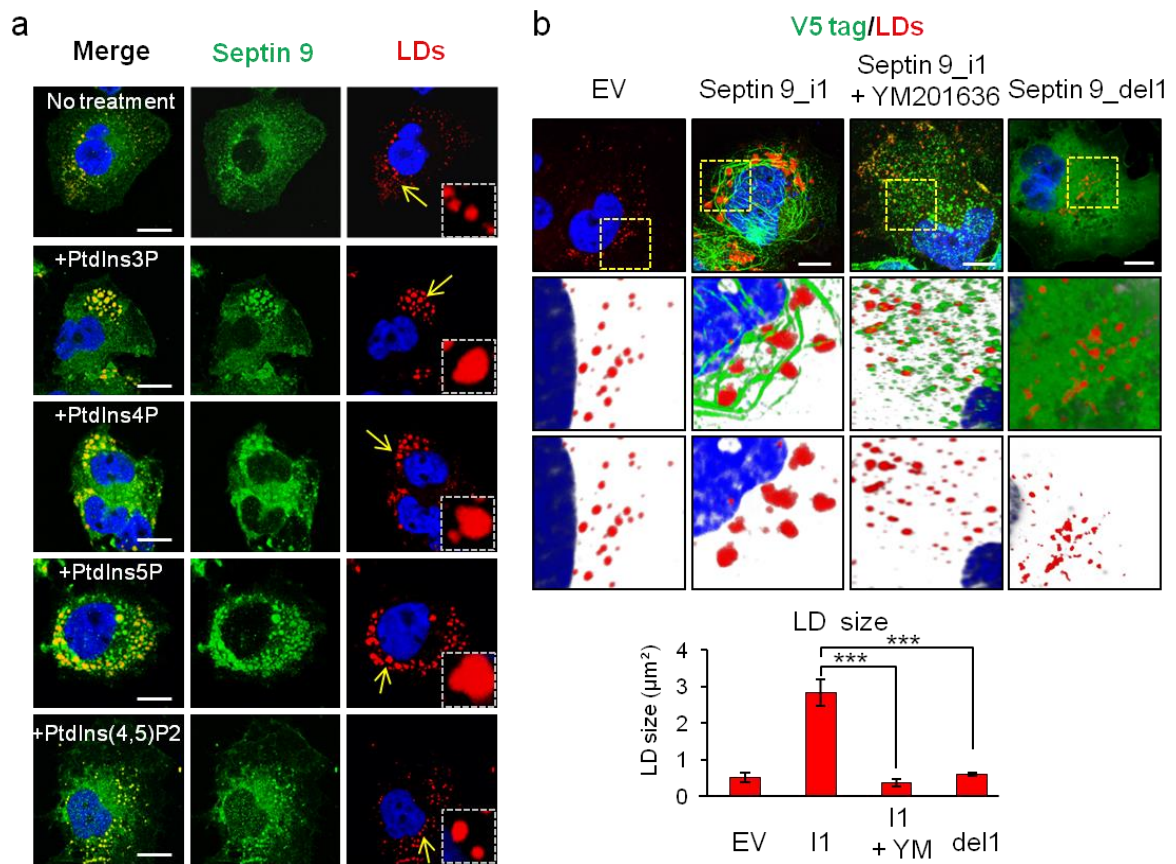 a
Merge
Septin 9
LDs
No treatment
+PtdIns3P
+PtdIns4P
+PtdIns5P
+PtdIns(4,5)P2
b
V5 tag/LDs
EV
Septin 9_i1
Septin 9_i1
+ YM201636
Septin 9_del1
LD size
LD size (µm²)
4
3
2
1
0
***
***
EV
I1
I1
+ YM
del1